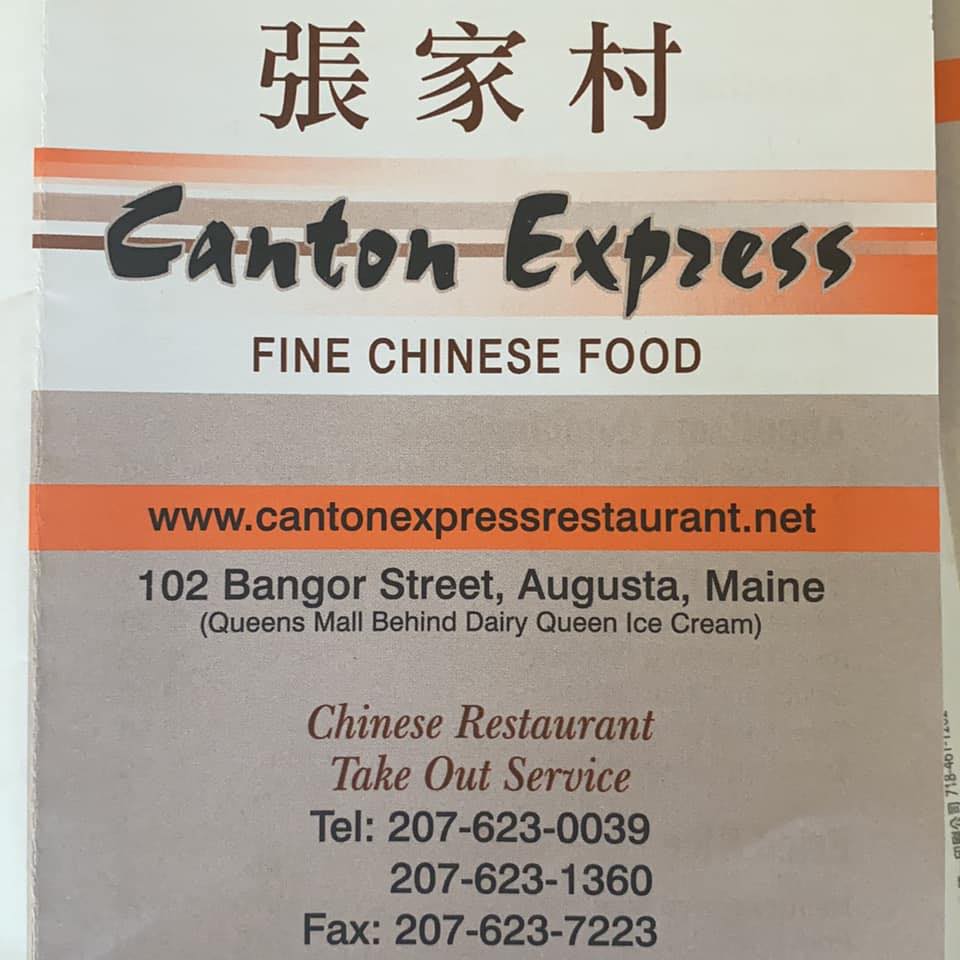 張家村
Canton Express
FINE CHINESE FOOD
www.cantonexpressrestaurant.net
102 Bangor Street, Augusta, Maine
(Queens Mall Behind Dairy Queen Ice Cream)
Chinese Restaurant
Take Out Service
Tel: 207-623-0039
207-623-1360
Fax: 207-623-7223